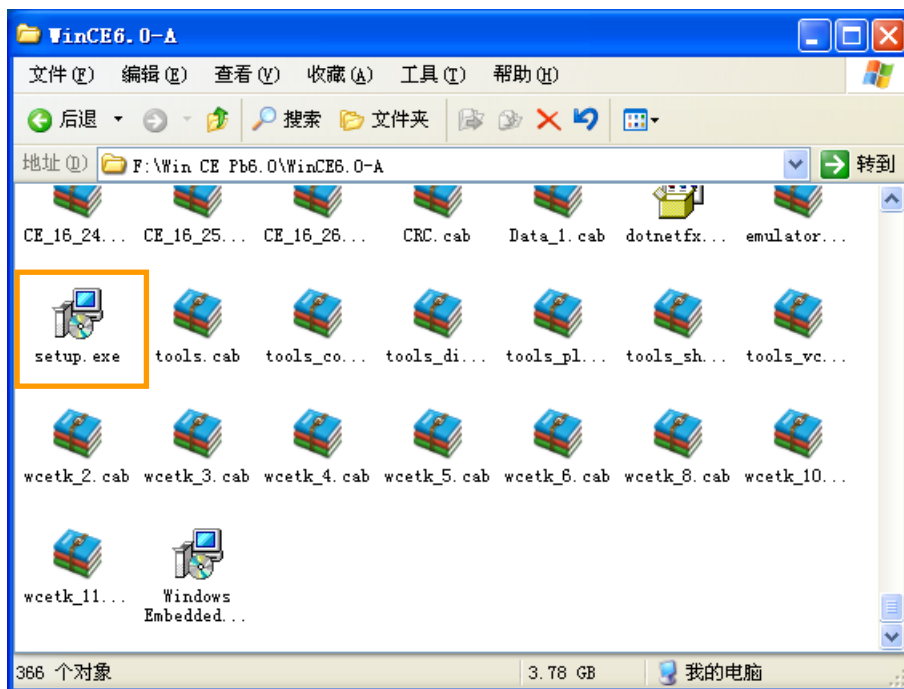 WinCE6.0-A
文件(F) 编辑(E) 查看(V) 收藏(A) 工具(T) 帮助(H)
后退 搜索 文件夹
地址(D) F:\Win CE Pb6.0\WinCE6.0-A 转到
CE_16_24... CE_16_25... CE_16_26... CRC.cab Data_1.cab dotnetfx... emulator...
setup.exe tools.cab tools_co... tools_di... tools_pl... tools_sh... tools_vc...
wcetk_2.cab wcetk_3.cab wcetk_4.cab wcetk_5.cab wcetk_6.cab wcetk_8.cab wcetk_10...
wcetk_11... Windows
Embedded...
366 个对象 3.78 GB 我的电脑